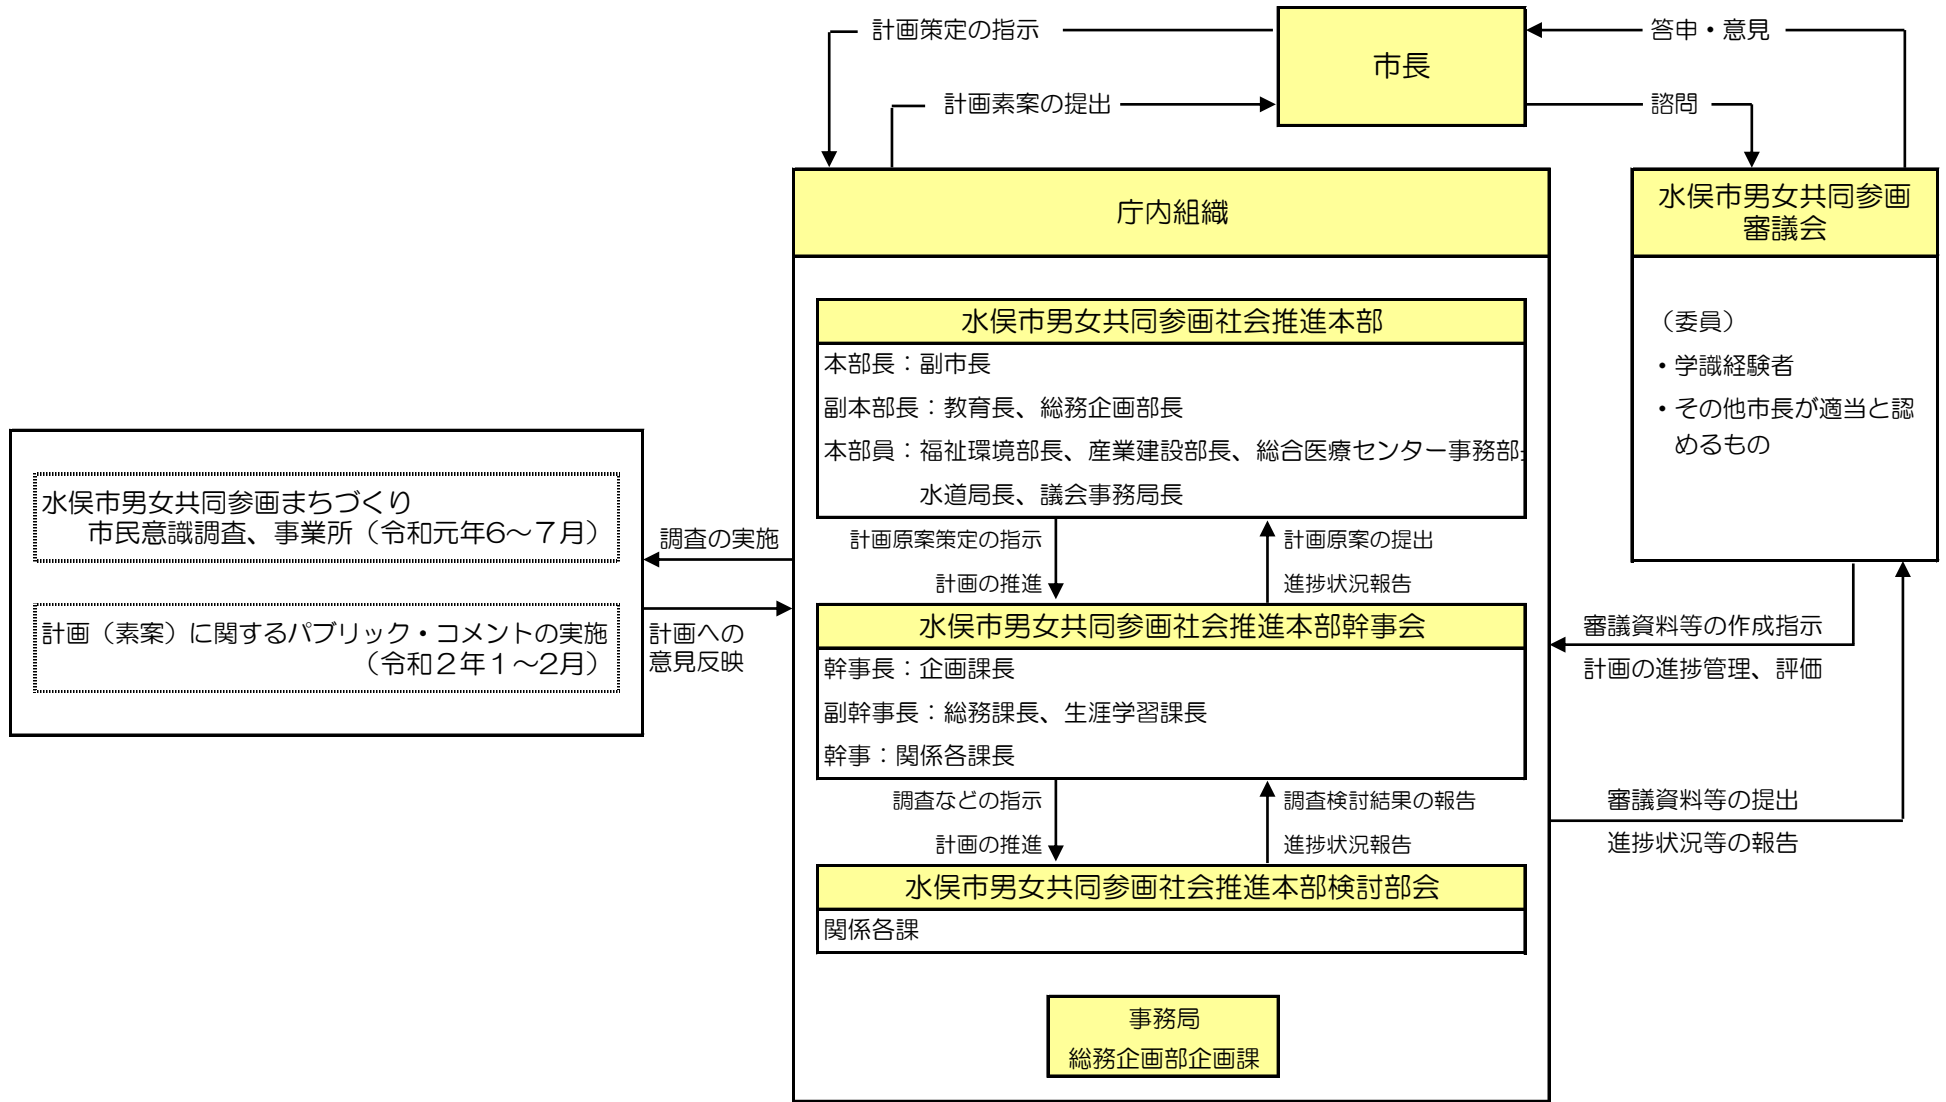 計画策定の指示
市長
答申・意見
計画素案の提出
諮問
庁内組織
水俣市男女共同参画
審議会
（委員）
・学識経験者
・その他市長が適当と認
めるもの
水俣市男女共同参画社会推進本部
本部長：副市長
副本部長：教育長、総務企画部長
本部員：福祉環境部長、産業建設部長、総合医療センター事務部
水道局長、議会事務局長
計画原案策定の指示
計画の推進
計画原案の提出
進捗状況報告
水俣市男女共同参画まちづくり
市民意識調査、事業所（令和元年6～７月）
計画（素案）に関するパブリック・コメントの実施
（令和２年１～2月）
調査の実施
計画への
意見反映
水俣市男女共同参画社会推進本部幹事会
幹事長：企画課長
副幹事長：総務課長、生涯学習課長
幹事：関係各課長
審議資料等の作成指示
計画の進捗管理、評価
調査などの指示
計画の推進
調査検討結果の報告
進捗状況報告
審議資料等の提出
進捗状況等の報告
水俣市男女共同参画社会推進本部検討部会
関係各課
事務局
総務企画部企画課